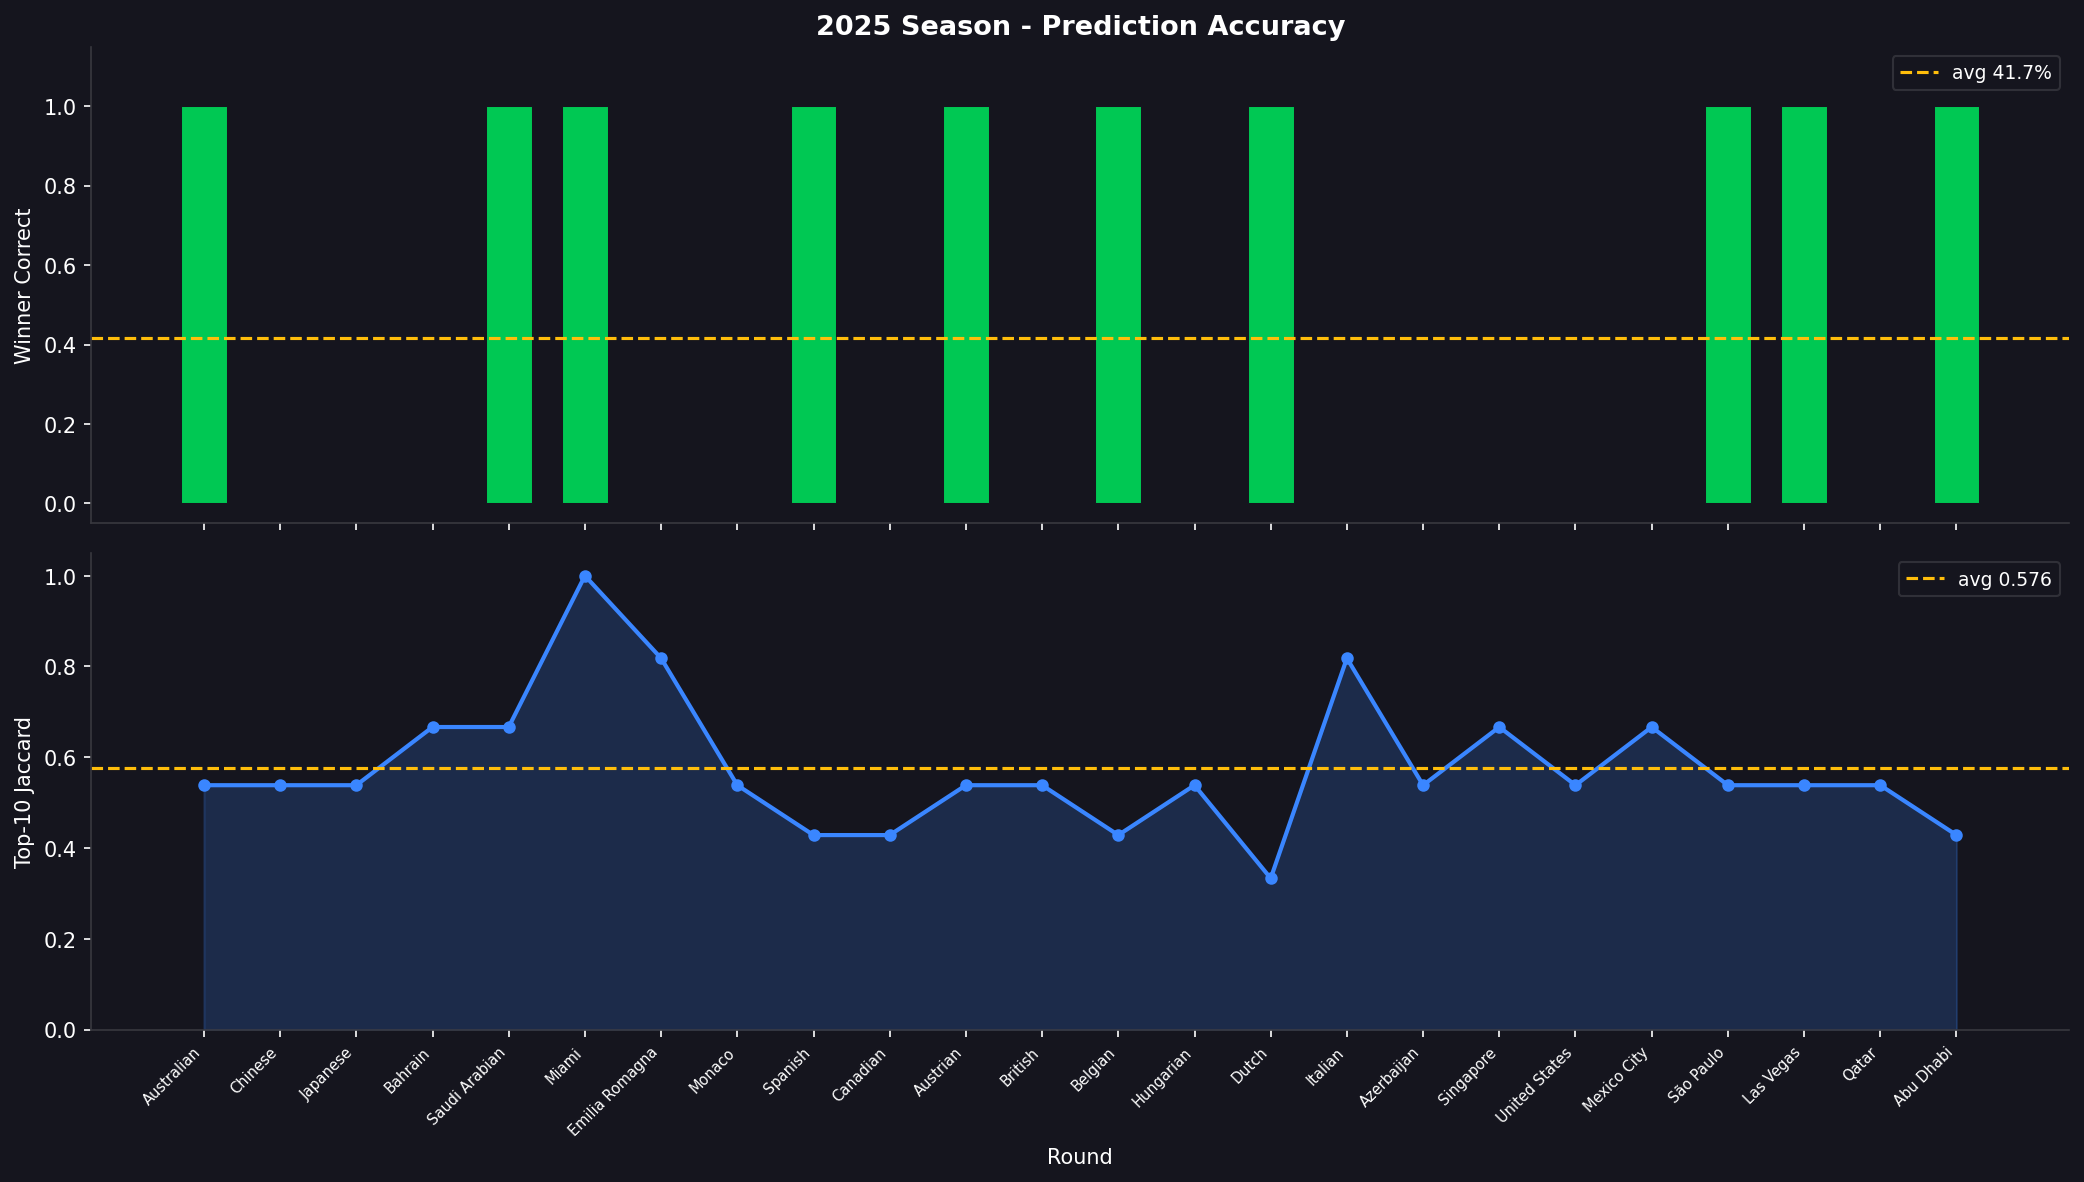 2025 Season - Prediction Accuracy
avg 41.7%
Winner Correct
1.0
0.8
0.6
0.4
0.2
0.0
avg 0.576
Top-10 Jaccard
1.0
0.8
0.6
0.4
0.2
0.0
Australian
Chinese
Japanese
Bahrain
Saudi Arabian
Miami
Emilia Romagna
Monaco
Spanish
Canadian
Austrian
British
Belgian
Hungarian
Dutch
Italian
Azerbaijan
Singapore
United States
Mexico City
São Paulo
Las Vegas
Qatar
Abu Dhabi
Round